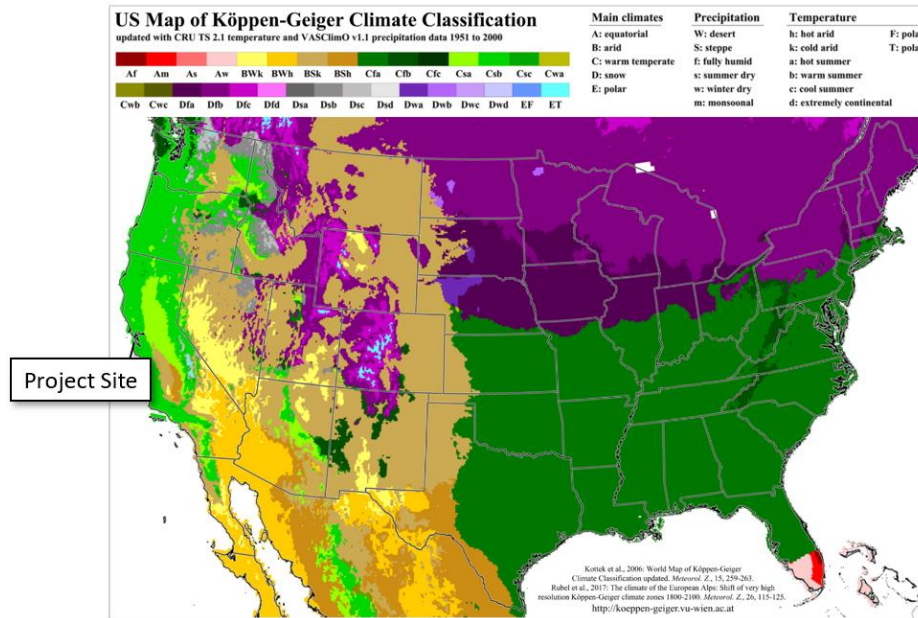 US Map of Köppen-Geiger Climate Classification
updated with CRU TS 2.1 temperature and VASClimO v1.1 precipitation data 1951 to 2000
Af Am As Aw BWk BWh BSk BSh Cfa Cfb Cfc Csa Csb Csc Cwa
Cwb Cwc Dfa Dfb Dfc Dfd Dsa Dsb Dsc Dsd Dwa Dwb Dwc Dwd EF ET
Main climates
A: equatorial
B: arid
C: warm temperate
D: snow
E: polar
Precipitation
W: desert
S: steppe
f: fully humid
s: summer dry
w: winter dry
m: monsoonal
Temperature
h: hot arid
k: cold arid
a: hot summer
b: warm summer
c: cool summer
d: extremely continental
F: pola
T: pola
Project Site
Kottek et al., 2006: World Map of Köppen-Geiger
Climate Classification updated. Meteorol. Z., 15, 259-263.
Rubel et al., 2017: The climate of the European Alps: Shift of very high
resolution Köppen-Geiger climate zones 1800-2100. Meteorol. Z., 26, 115-125.
http://koeppen-geiger.vu-wien.ac.at